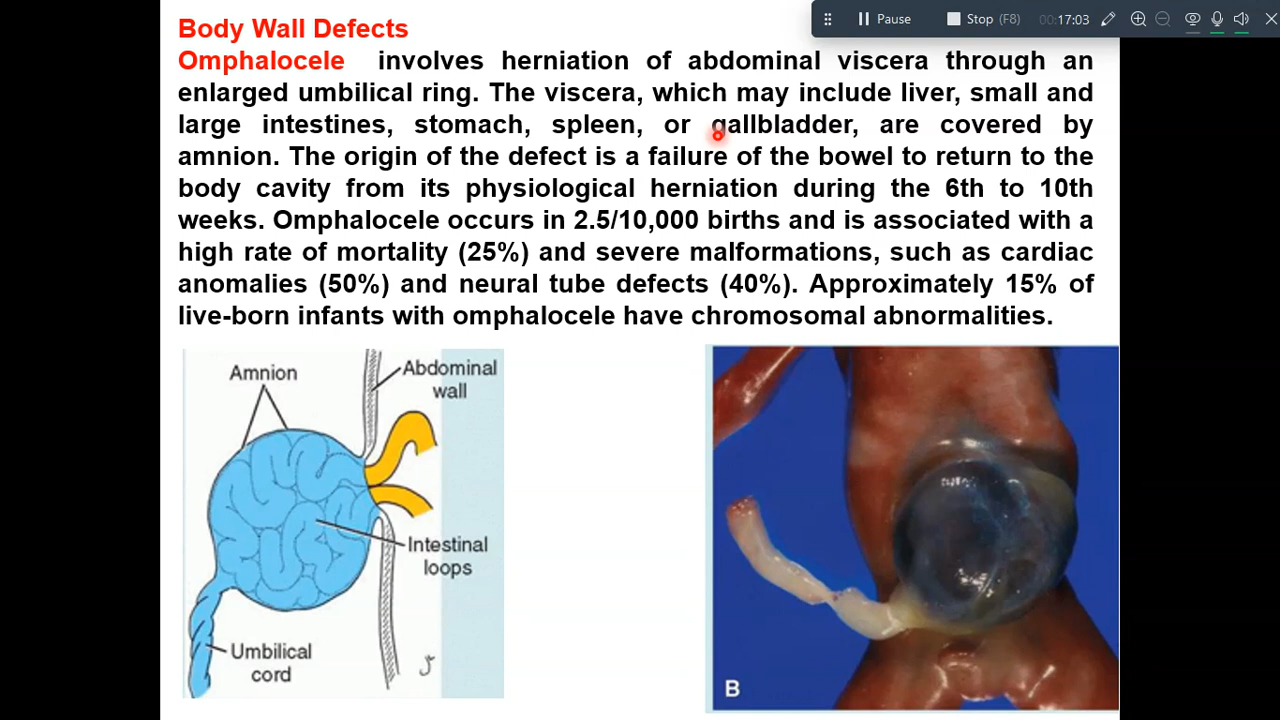 Body Wall Defects
Pause
Stop (F8)
00:17:03
Omphalocele involves herniation of abdominal viscera through an
enlarged umbilical ring. The viscera, which may include liver, small and
large intestines, stomach, spleen, or gallbladder, are covered by
amnion. The origin of the defect is a failure of the bowel to return to the
body cavity from its physiological herniation during the 6th to 10th
weeks. Omphalocele occurs in 2.5/10,000 births and is associated with a
high rate of mortality (25%) and severe malformations, such as cardiac
anomalies (50%) and neural tube defects (40%). Approximately 15% of
live-born infants with omphalocele have chromosomal abnormalities.
Amnion
Abdominal
wall
Intestinal
loops
Umbilical
cord
B